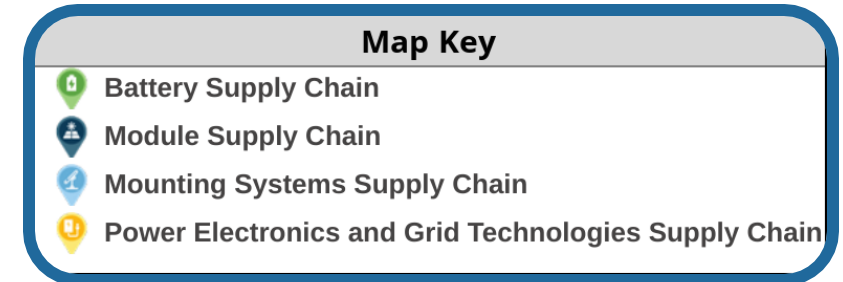 Map Key
Battery Supply Chain
Module Supply Chain
Mounting Systems Supply Chain
Power Electronics and Grid Technologies Supply Chain